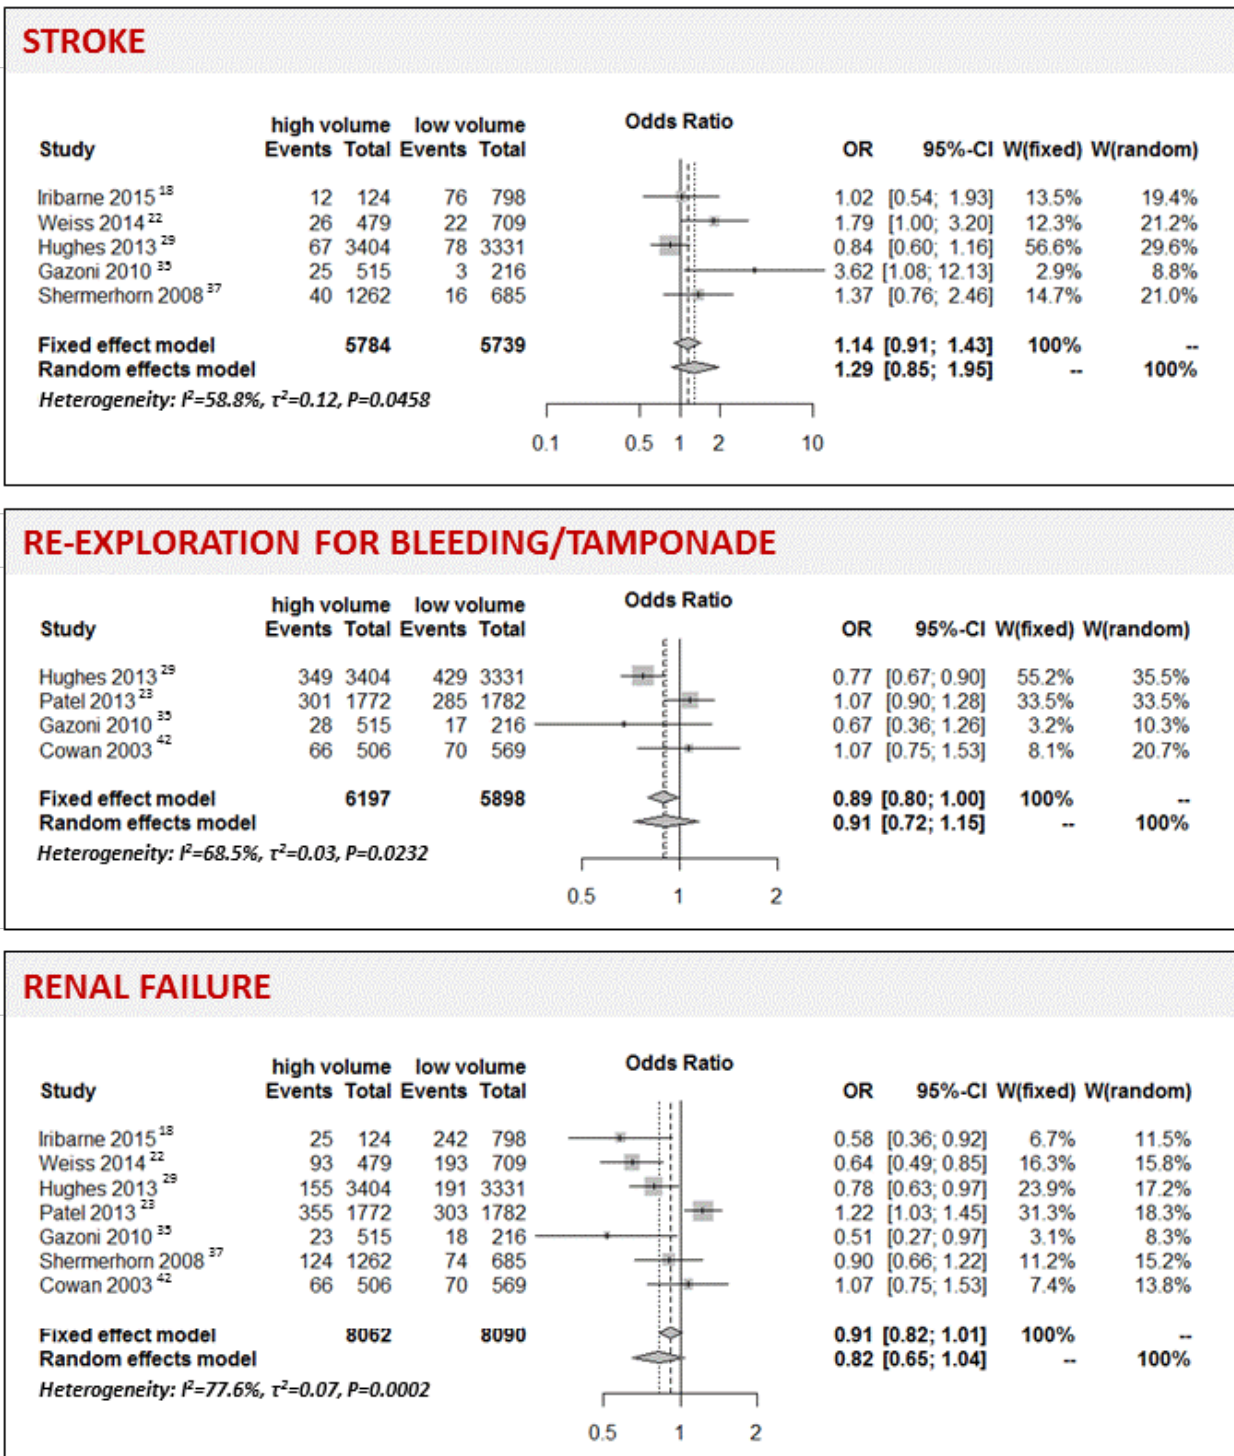 STROKE
high volume low volume Odds Ratio
Study Events Total Events Total OR 95%-CI W(fixed) W(random)
Iribarne 2015 18 12 124 76 798 1.02 [0.54; 1.93] 13.5% 19.4%
Weiss 2014 22 26 479 22 709 1.79 [1.00; 3.20] 12.3% 21.2%
Hughes 2013 29 67 3404 78 3331 0.84 [0.60; 1.16] 56.6% 29.6%
Gazoni 2010 35 25 515 3 216 3.62 [1.08; 12.13] 2.9% 8.8%
Shermerhorn 2008 37 40 1262 16 685 1.37 [0.76; 2.46] 14.7% 21.0%
Fixed effect model 5784 5739 1.14 [0.91; 1.43] 100% --
Random effects model 1.29 [0.85; 1.95] -- 100%
Heterogeneity: I²=58.8%, τ²=0.12, P=0.0458
0.1 0.5 1 2 10
RE-EXPLORATION FOR BLEEDING/TAMPONADE
high volume low volume Odds Ratio
Study Events Total Events Total OR 95%-CI W(fixed) W(random)
Hughes 2013 29 349 3404 429 3331 0.77 [0.67; 0.90] 55.2% 35.5%
Patel 2013 23 301 1772 285 1782 1.07 [0.90; 1.28] 33.5% 33.5%
Gazoni 2010 35 28 515 17 216 0.67 [0.36; 1.26] 3.2% 10.3%
Cowan 2003 42 66 506 70 569 1.07 [0.75; 1.53] 8.1% 20.7%
Fixed effect model 6197 5898 0.89 [0.80; 1.00] 100% --
Random effects model 0.91 [0.72; 1.15] -- 100%
Heterogeneity: I²=68.5%, τ²=0.03, P=0.0232
0.5 1 2
RENAL FAILURE
high volume low volume Odds Ratio
Study Events Total Events Total OR 95%-CI W(fixed) W(random)
Iribarne 2015 18 25 124 242 798 0.58 [0.36; 0.92] 6.7% 11.5%
Weiss 2014 22 93 479 193 709 0.64 [0.49; 0.85] 16.3% 15.8%
Hughes 2013 29 155 3404 191 3331 0.78 [0.63; 0.97] 23.9% 17.2%
Patel 2013 23 355 1772 303 1782 1.22 [1.03; 1.45] 31.3% 18.3%
Gazoni 2010 35 23 515 18 216 0.51 [0.27; 0.97] 3.1% 8.3%
Shermerhorn 2008 37 124 1262 74 685 0.90 [0.66; 1.22] 11.2% 15.2%
Cowan 2003 42 66 506 70 569 1.07 [0.75; 1.53] 7.4% 13.8%
Fixed effect model 8062 8090 0.91 [0.82; 1.01] 100% --
Random effects model 0.82 [0.65; 1.04] -- 100%
Heterogeneity: I²=77.6%, τ²=0.07, P=0.0002
0.5 1 2